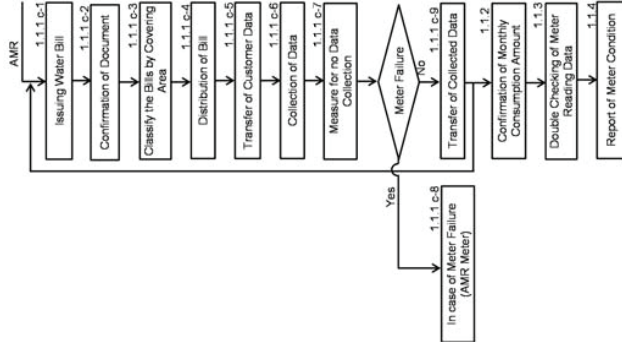 AMR
1.1.1 c-1
Issuing Water Bill
1.1.1 c-2
Confirmation of Document
1.1.1 c-3
Classify the Bills by Covering
Area
1.1.1 c-4
Distribution of Bill
1.1.1 c-5
Transfer of Customer Data
1.1.1 c-6
Collection of Data
1.1.1 c-7
Measure for no Data
Collection
Meter Failure
Yes
No
1.1.1 c-8
In case of Meter Failure
(AMR Meter)
1.1.1 c-9
Transfer of Collected Data
1.1.2
Confirmation of Monthly
Consumption Amount
1.1.3
Double Checking of Meter
Reading Data
1.1.4
Report of Meter Condition